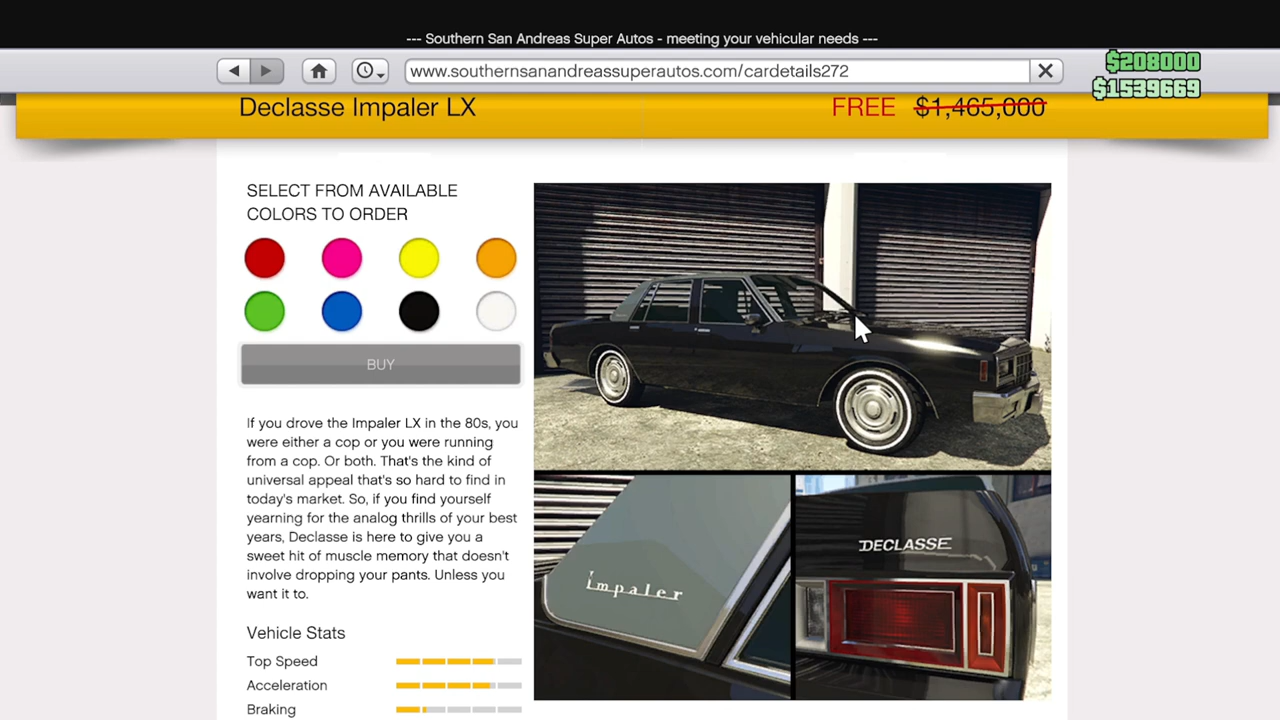 --- Southern San Andreas Super Autos - meeting your vehicular needs ---
www.southernsanandreassuperautos.com/cardetails272
$208000
$1539669
Declasse Impaler LX
FREE $1,465,000
SELECT FROM AVAILABLE
COLORS TO ORDER
BUY
If you drove the Impaler LX in the 80s, you
were either a cop or you were running
from a cop. Or both. That's the kind of
universal appeal that's so hard to find in
today's market. So, if you find yourself
yearning for the analog thrills of your best
years, Declasse is here to give you a
sweet hit of muscle memory that doesn't
involve dropping your pants. Unless you
want it to.
Vehicle Stats
Top Speed
Acceleration
Braking
Impaler
DECLASSE